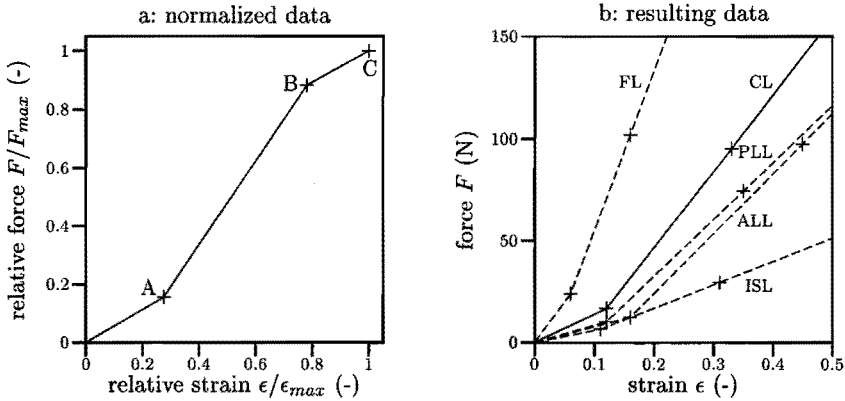 a: normalized data
relative force F/F_max (-)
1
0.8
0.6
0.4
0.2
0
A
B
C
0
0.2
0.4
0.6
0.8
1
relative strain ϵ/ϵ_max (-)
b: resulting data
force F (N)
150
100
50
0
FL
CL
PLL
ALL
ISL
0
0.1
0.2
0.3
0.4
0.5
strain ϵ (-)